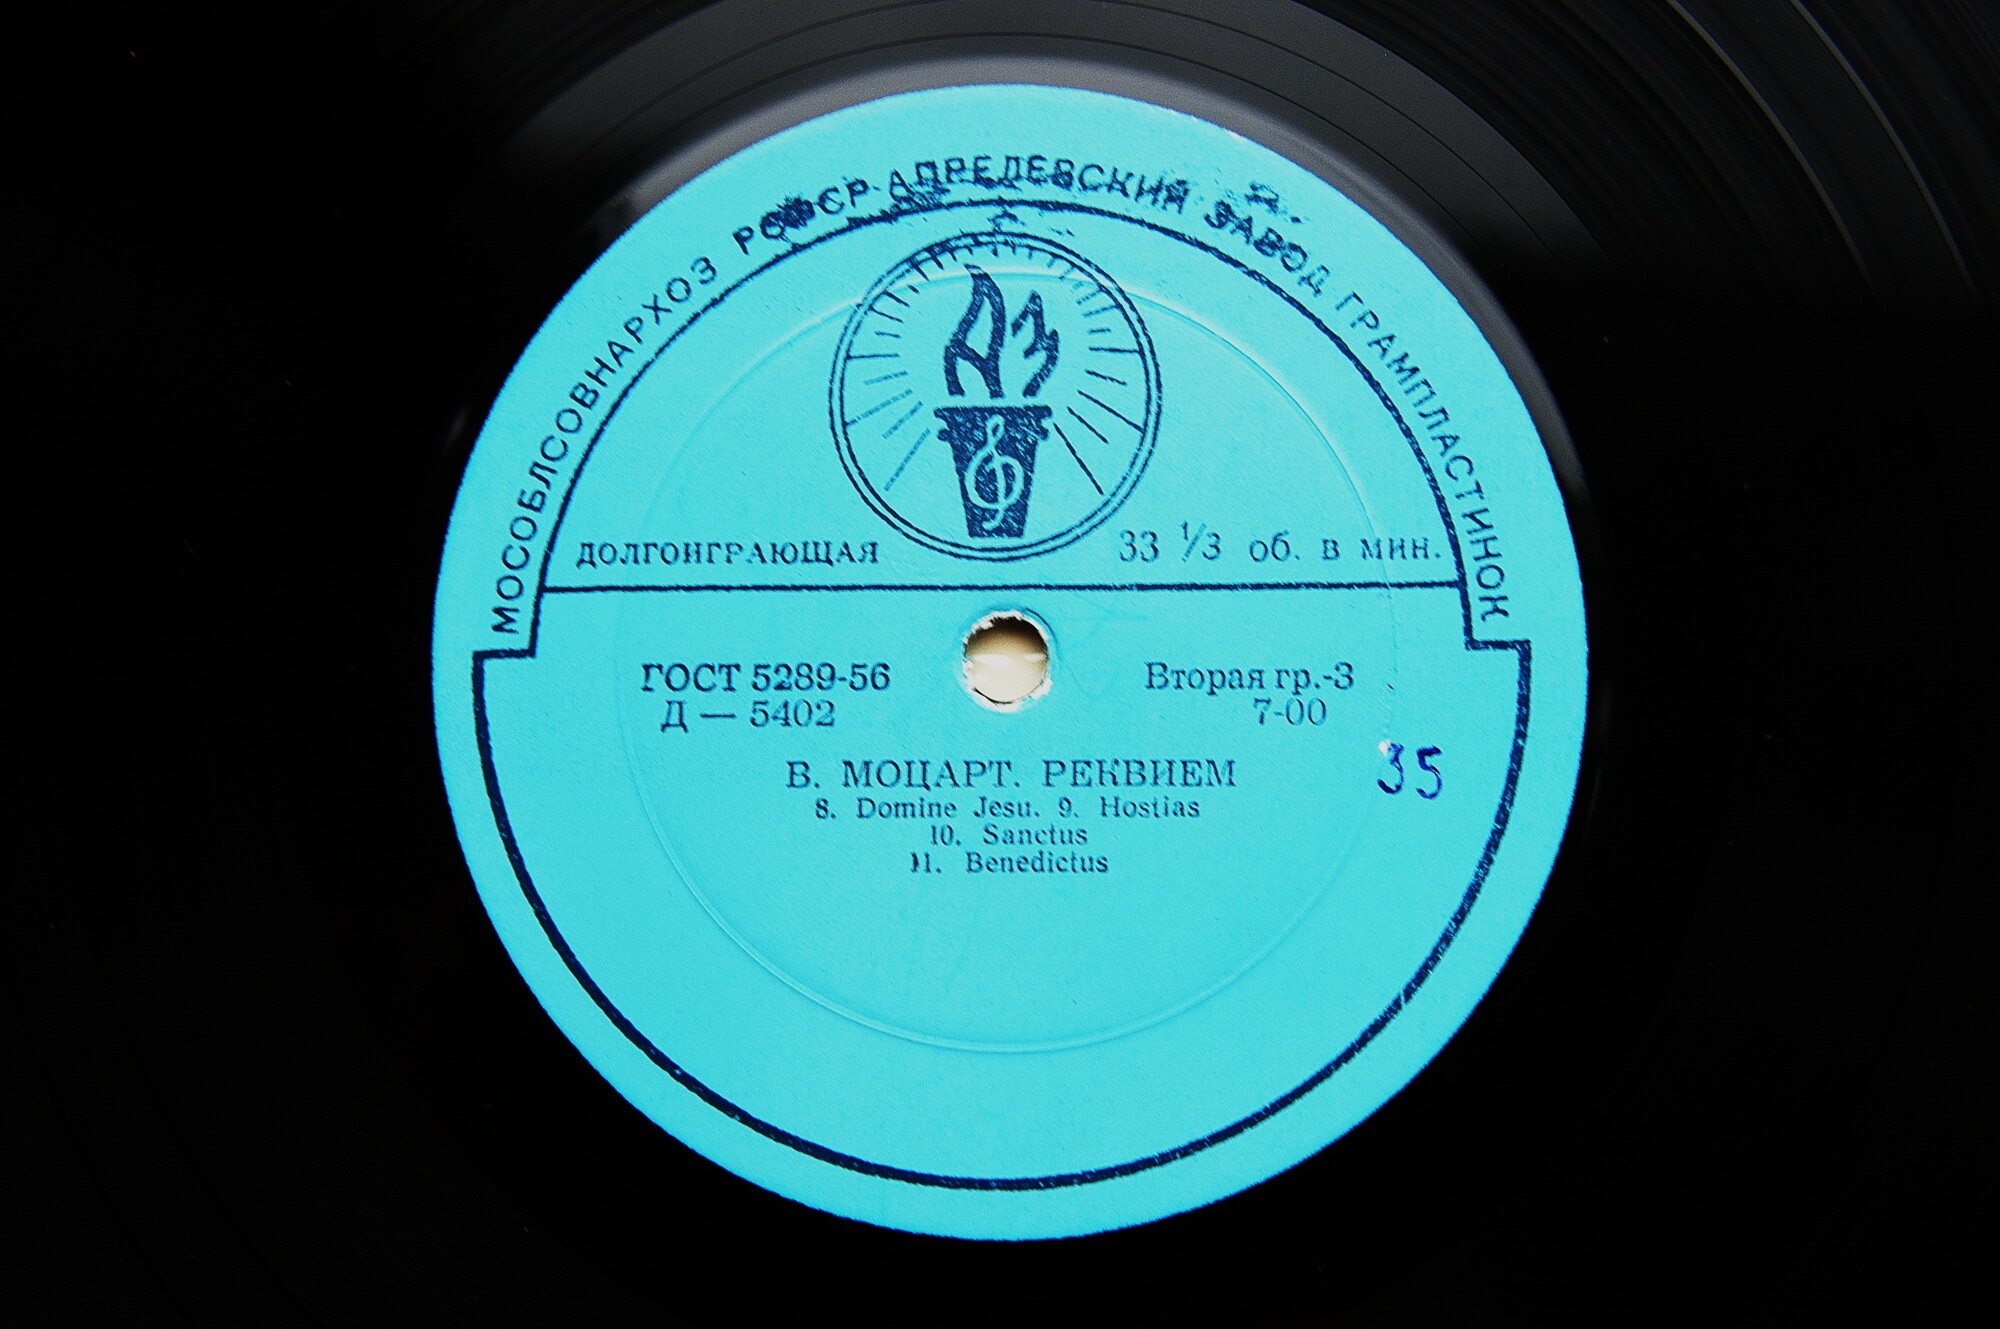 МОСОБЛСОВНАРХОЗ РСФСР-АПРЕЛЕВСКИЙ ЗАВОД ГРАМПЛАСТИНОК
ДОЛГОИГРАЮЩАЯ 33 1/3 об. в мин.
ГОСТ 5289-56 Вторая гр.-3
Д — 5402 7-00
35
В. МОЦАРТ. РЕКВИЕМ
8. Domine Jesu. 9. Hostias
10. Sanctus
11. Benedictus